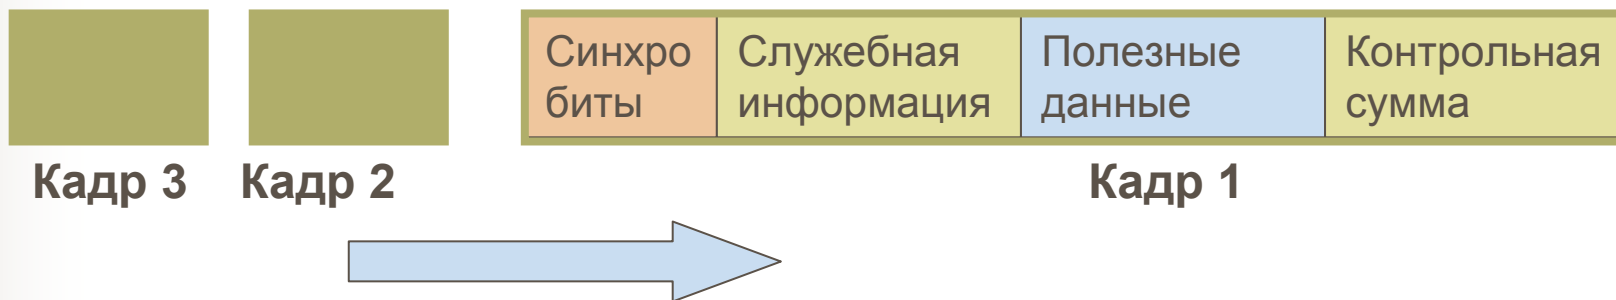 Синхро
биты
Служебная
информация
Полезные
данные
Контрольная
сумма
Кадр 3
Кадр 2
Кадр 1